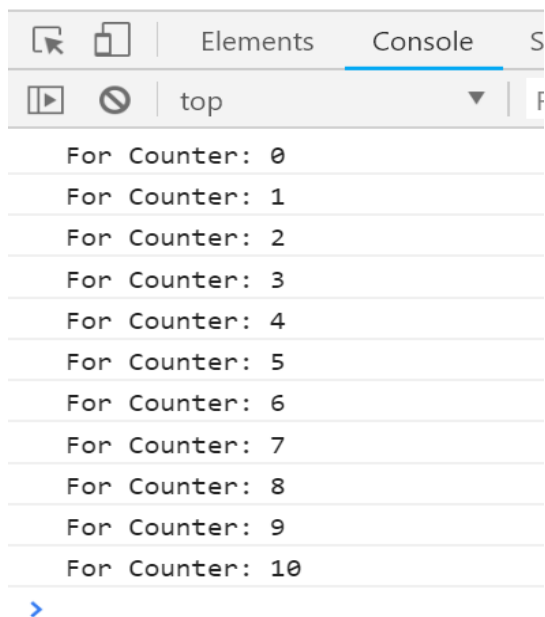 Elements Console S
top
For Counter: 0
For Counter: 1
For Counter: 2
For Counter: 3
For Counter: 4
For Counter: 5
For Counter: 6
For Counter: 7
For Counter: 8
For Counter: 9
For Counter: 10